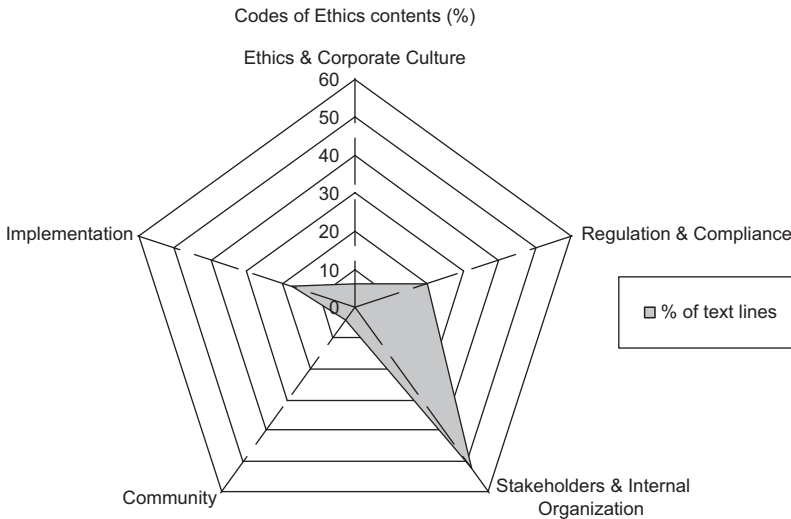 Codes of Ethics contents (%)
Ethics & Corporate Culture
60
50
40
30
20
10
0
Implementation
Regulation & Compliance
% of text lines
Community
Stakeholders & Internal
Organization